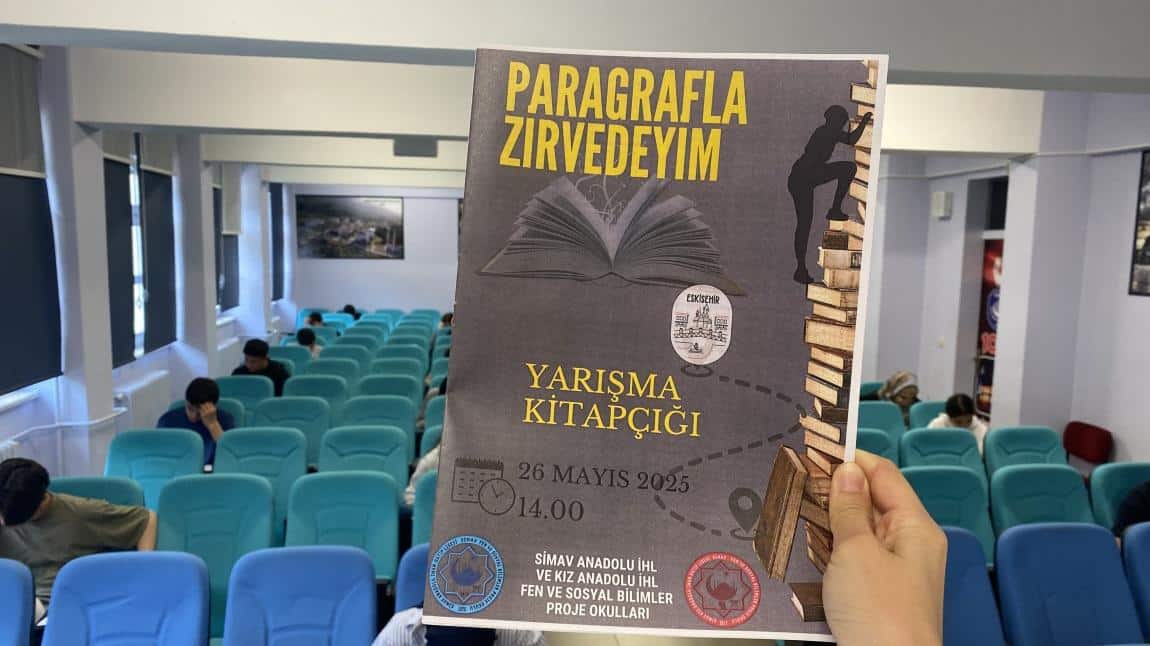 PARAGRAFLA
ZIRVEDEYIM
ESKİSEHİR
YARIŞMA
KİTAPÇIĞI
26 MAYIS 2025
14.00
SİMAV ANADOLU İHL
VE KIZ ANADOLU İHL
FEN VE SOSYAL BİLİMLER
PROJE OKULLARI